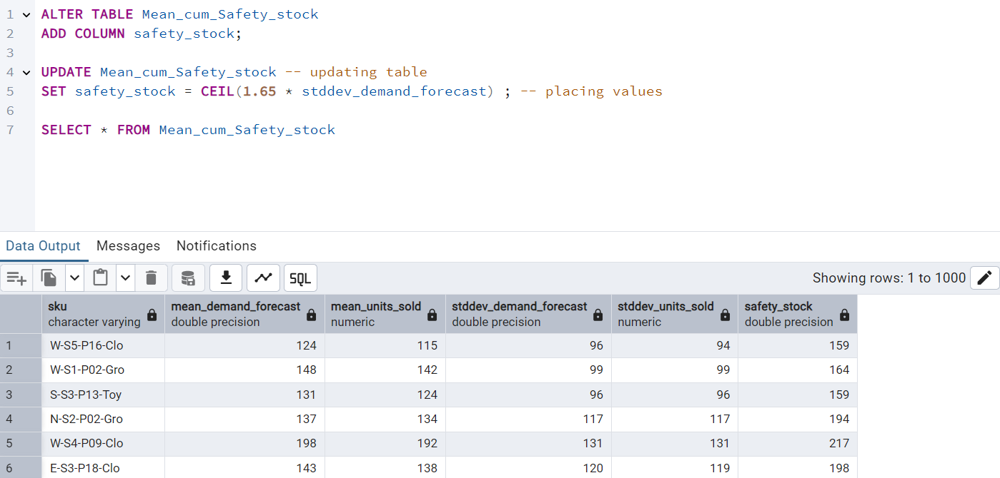 1 ALTER TABLE Mean_cum_Safety_stock
2 ADD COLUMN safety_stock;
3
4 UPDATE Mean_cum_Safety_stock -- updating table
5 SET safety_stock = CEIL(1.65 * stddev_demand_forecast) ; -- placing values
6
7 SELECT * FROM Mean_cum_Safety_stock
Data Output Messages Notifications
SQL Showing rows: 1 to 1000
sku mean_demand_forecast mean_units_sold stddev_demand_forecast stddev_units_sold safety_stock
character varying double precision numeric double precision numeric double precision
1 W-S5-P16-Clo 124 115 96 94 159
2 W-S1-P02-Gro 148 142 99 99 164
3 S-S3-P13-Toy 131 124 96 96 159
4 N-S2-P02-Gro 137 134 117 117 194
5 W-S4-P09-Clo 198 192 131 131 217
6 E-S3-P18-Clo 143 138 120 119 198